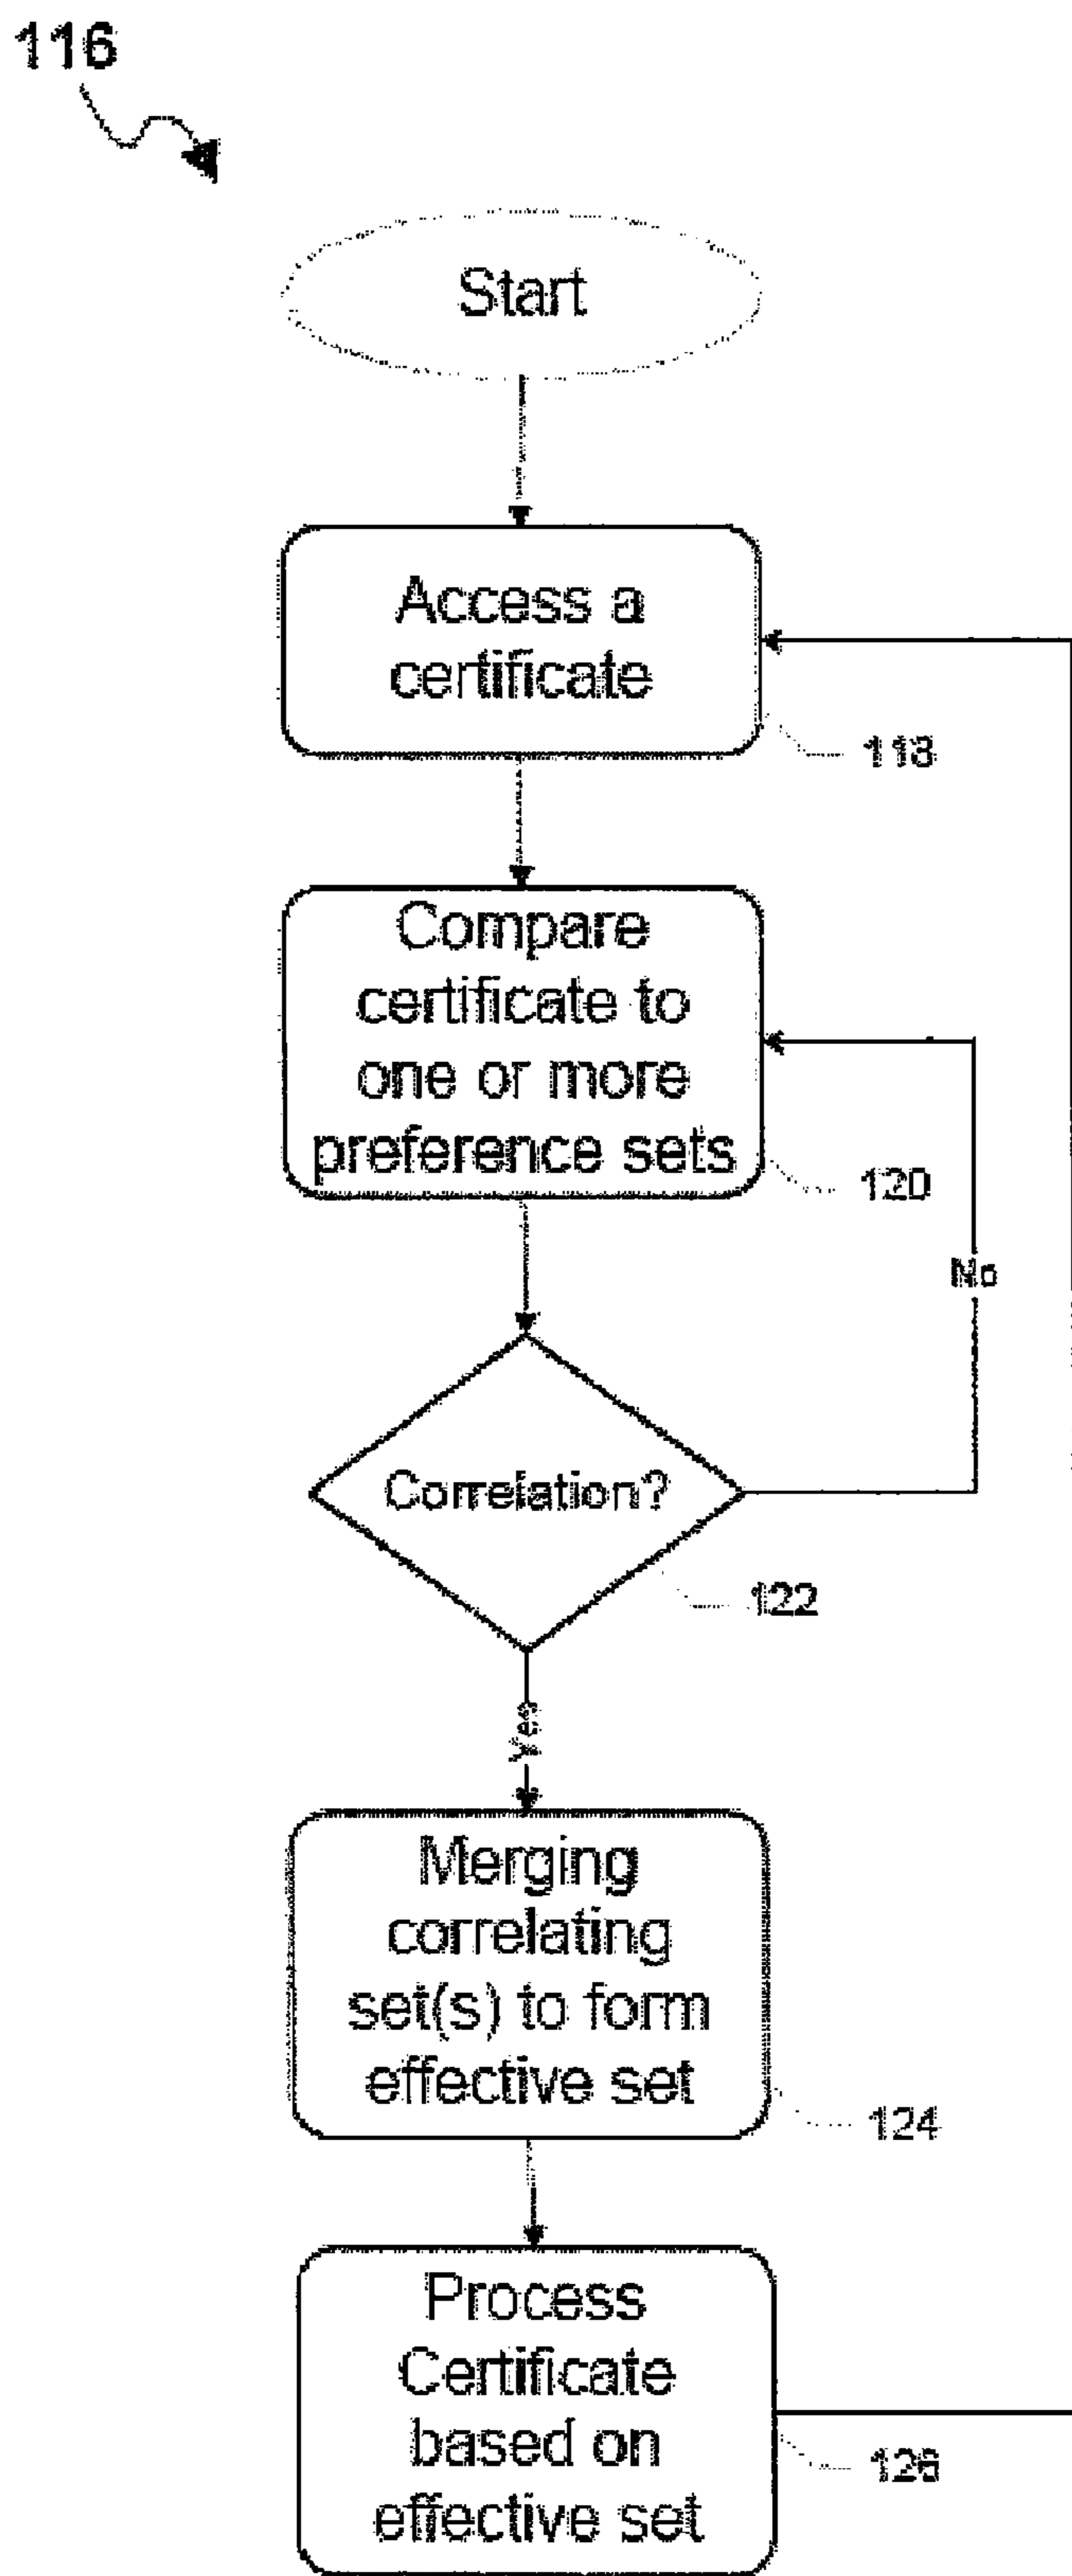 116
Start
Access a
certificate
118
Compare
certificate to
one or more
preference sets
120
No
Correlation?
122
Yes
Merging
correlating
set(s) to form
effective set
124
Process
Certificate
based on
effective set
126